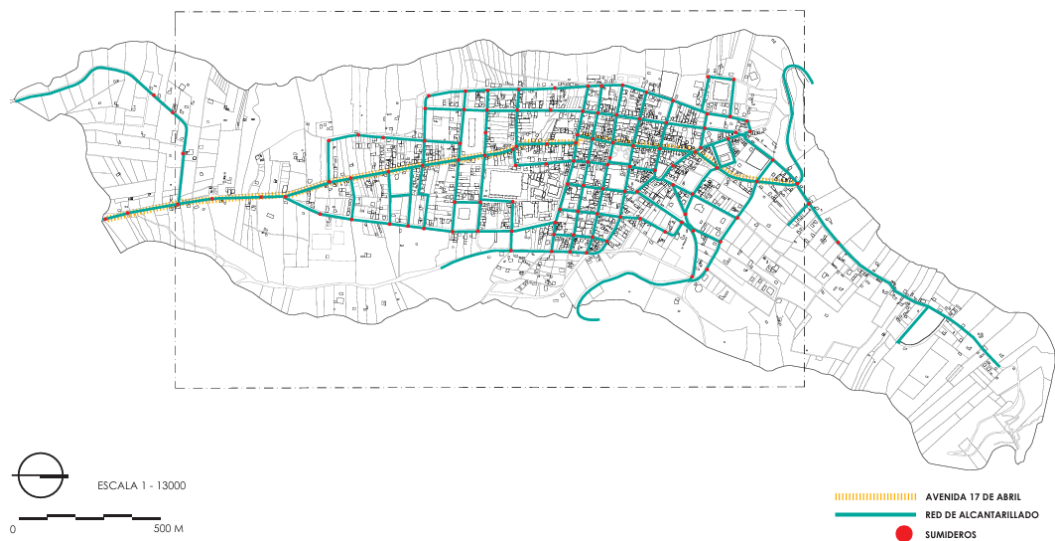 ESCALA 1 - 13000
0 500 M
AVENIDA 17 DE ABRIL
RED DE ALCANTARILLADO
SUMIDEROS